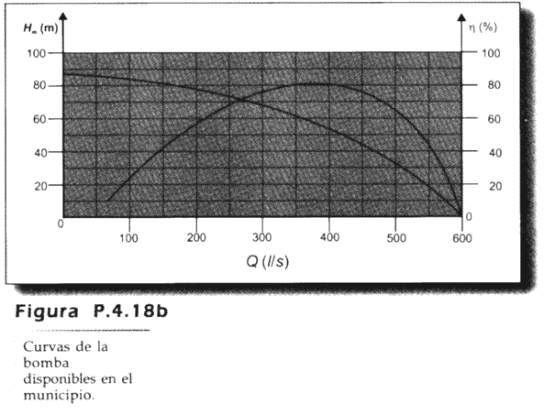 Hm (m)
η (%)
100
100
80
80
60
60
40
40
20
20
0
0
100
200
300
400
500
600
Q (l/s)
Figura P.4.18b
Curvas de la
bomba
disponibles en el
municipio.